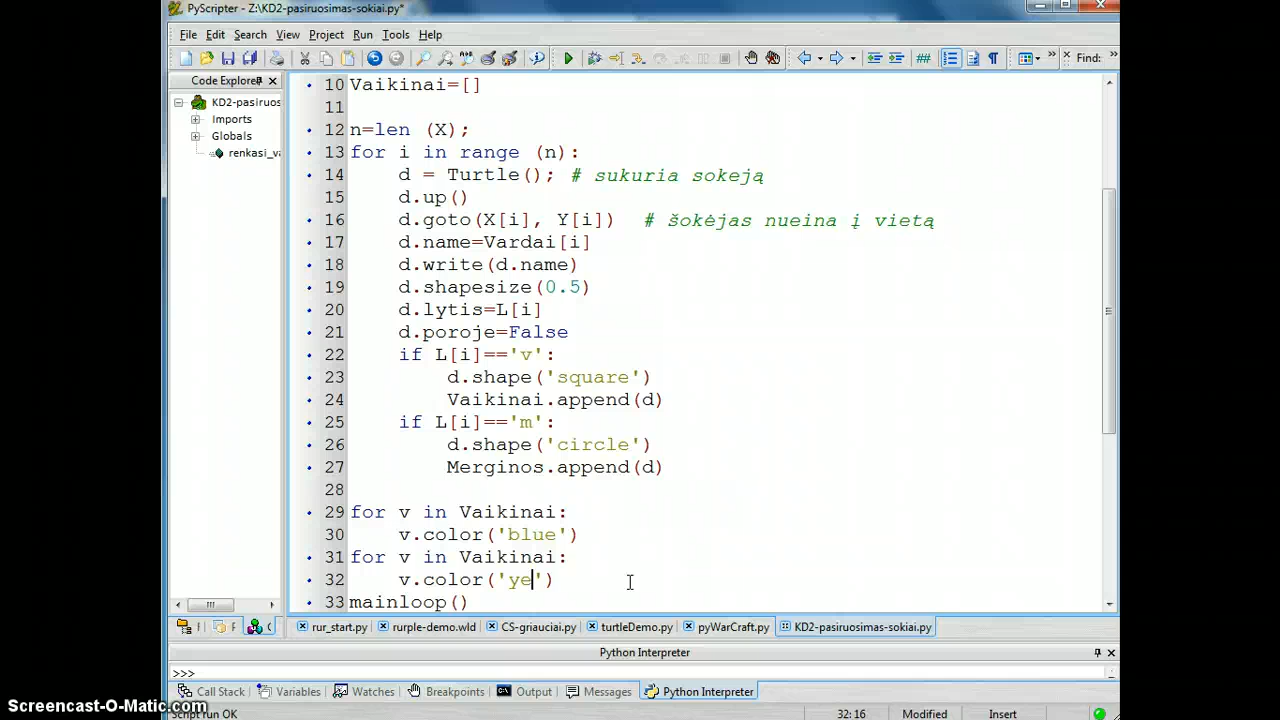 PyScripter - Z:\KD2-pasiruosimas-sokiai.py*
File Edit Search View Project Run Tools Help
Find:
Code Explorer
KD2-pasiruos
Imports
Globals
renkasi_va
10 Vaikinai=[]
11
12 n=len (X);
13 for i in range (n):
14 d = Turtle(); # sukuria sokeją
15 d.up()
16 d.goto(X[i], Y[i]) # šokėjas nueina į vietą
17 d.name=Vardai[i]
18 d.write(d.name)
19 d.shapesize(0.5)
20 d.lytis=L[i]
21 d.poroje=False
22 if L[i]=='v':
23 d.shape('square')
24 Vaikinai.append(d)
25 if L[i]=='m':
26 d.shape('circle')
27 Merginos.append(d)
28
29 for v in Vaikinai:
30 v.color('blue')
31 for v in Vaikinai:
32 v.color('ye')
33 mainloop()
rur_start.py rurple-demo.wld CS-griauciai.py turtleDemo.py pyWarCraft.py KD2-pasiruosimas-sokiai.py
Python Interpreter
>>>
Call Stack Variables Watches Breakpoints Output Messages Python Interpreter
Script run OK 32: 16 Modified Insert
Screencast-O-Matic.com